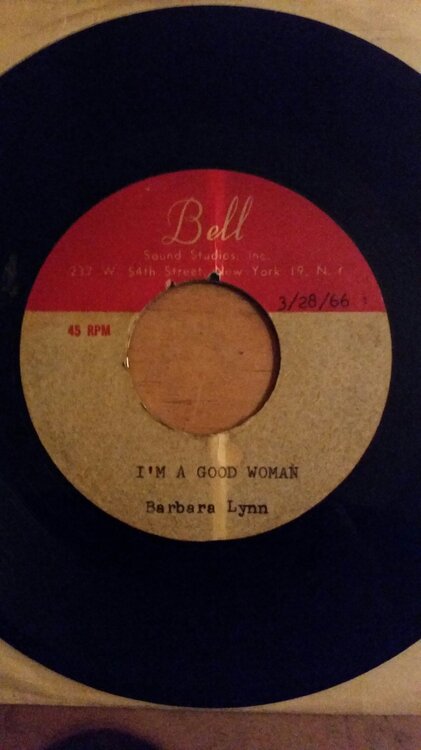 Bell
Sound Studios, Inc.
237 W. 54th Street, New York 19, N. Y.
3/28/66
45 RPM
I'M A GOOD WOMAN
Barbara Lynn